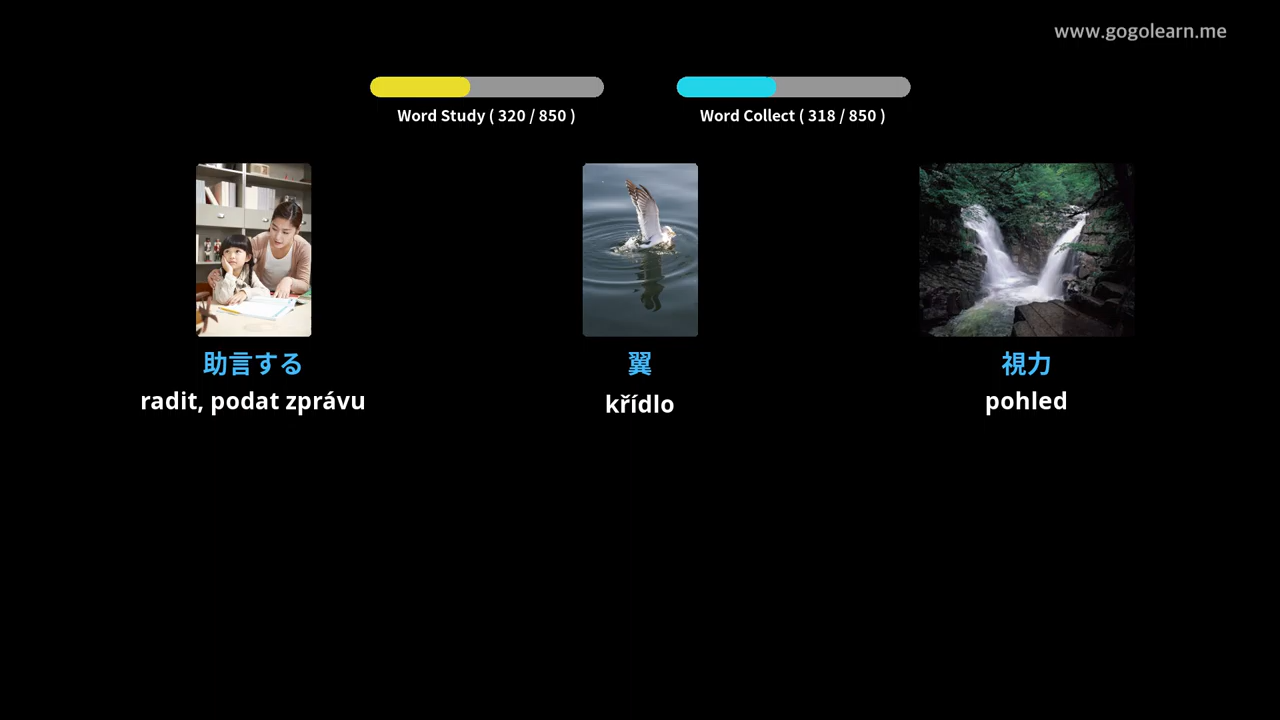 www.gogolearn.me
Word Study ( 320 / 850 )
Word Collect ( 318 / 850 )
助言する
翼
視力
radit, podat zprávu
křídlo
pohled